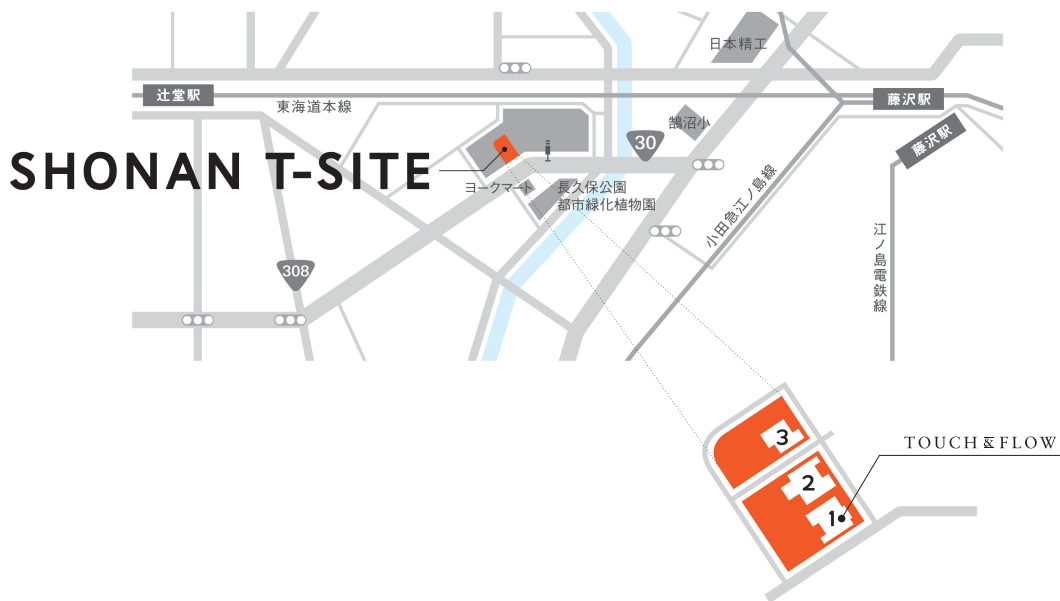 日本精工
辻堂駅
東海道本線
藤沢駅
鵠沼小
30
藤沢駅
SHONAN T-SITE
ヨークマート
長久保公園
都市緑化植物園
小田急江ノ島線
江ノ島電鉄線
308
3
TOUCH & FLOW
2
1